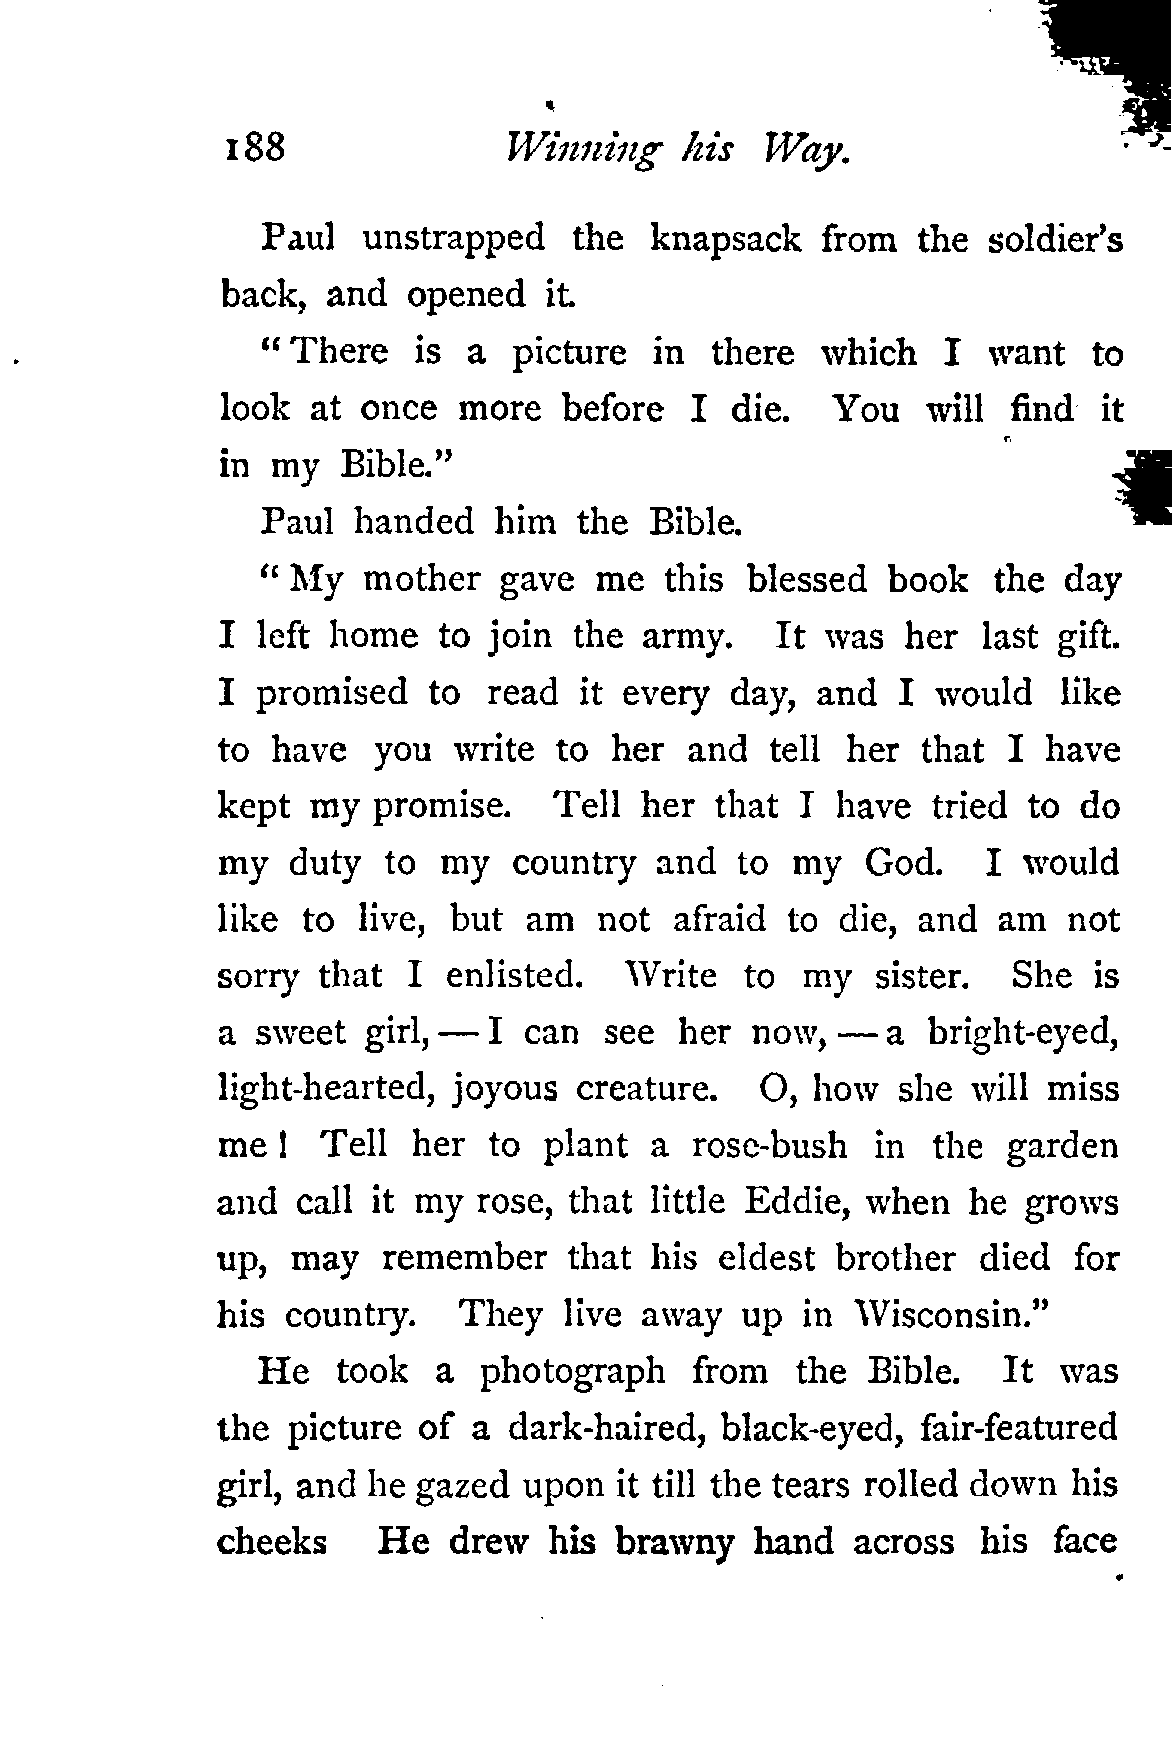 188 Winning his Way.
Paul unstrapped the knapsack from the soldier's
back, and opened it.
“There is a picture in there which I want to
look at once more before I die. You will find it
in my Bible.”
Paul handed him the Bible.
“My mother gave me this blessed book the day
I left home to join the army. It was her last gift.
I promised to read it every day, and I would like
to have you write to her and tell her that I have
kept my promise. Tell her that I have tried to do
my duty to my country and to my God. I would
like to live, but am not afraid to die, and am not
sorry that I enlisted. Write to my sister. She is
a sweet girl, — I can see her now, — a bright-eyed,
light-hearted, joyous creature. O, how she will miss
me! Tell her to plant a rose-bush in the garden
and call it my rose, that little Eddie, when he grows
up, may remember that his eldest brother died for
his country. They live away up in Wisconsin.”
He took a photograph from the Bible. It was
the picture of a dark-haired, black-eyed, fair-featured
girl, and he gazed upon it till the tears rolled down his
cheeks He drew his brawny hand across his face